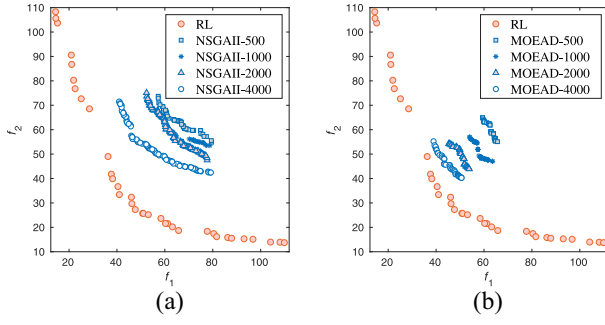 110
100
90
80
70
60
50
40
30
20
10
f2
20 40 60 80 100
f1
RL
NSGAII-500
NSGAII-1000
NSGAII-2000
NSGAII-4000
(a)
110
100
90
80
70
60
50
40
30
20
10
f2
20 40 60 80 100
f1
RL
MOEAD-500
MOEAD-1000
MOEAD-2000
MOEAD-4000
(b)